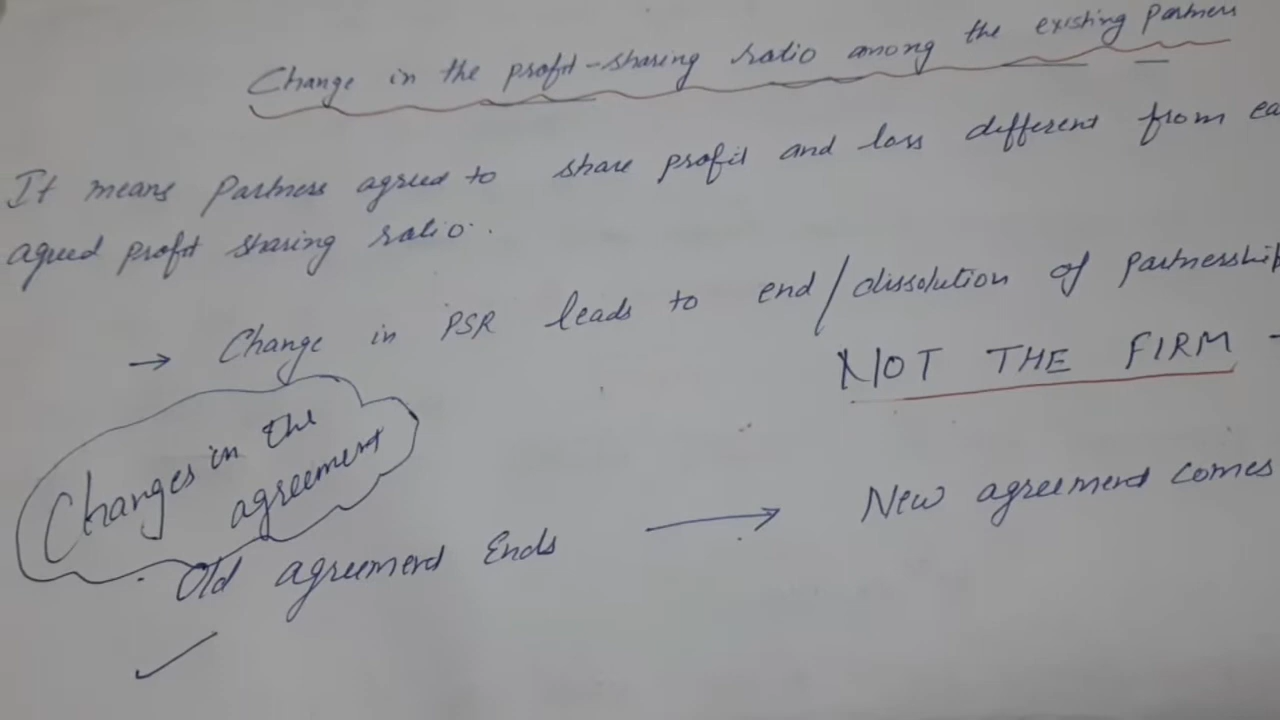 Change in the profit-sharing ratio among the existing Partners
It means Partners agreed to share profit and loss different from ea
agreed profit sharing ratio.
→ Change in PSR leads to end/dissolution of partnership
NOT THE FIRM -
Changes in the
agreement
Old agreement Ends → New agreement comes